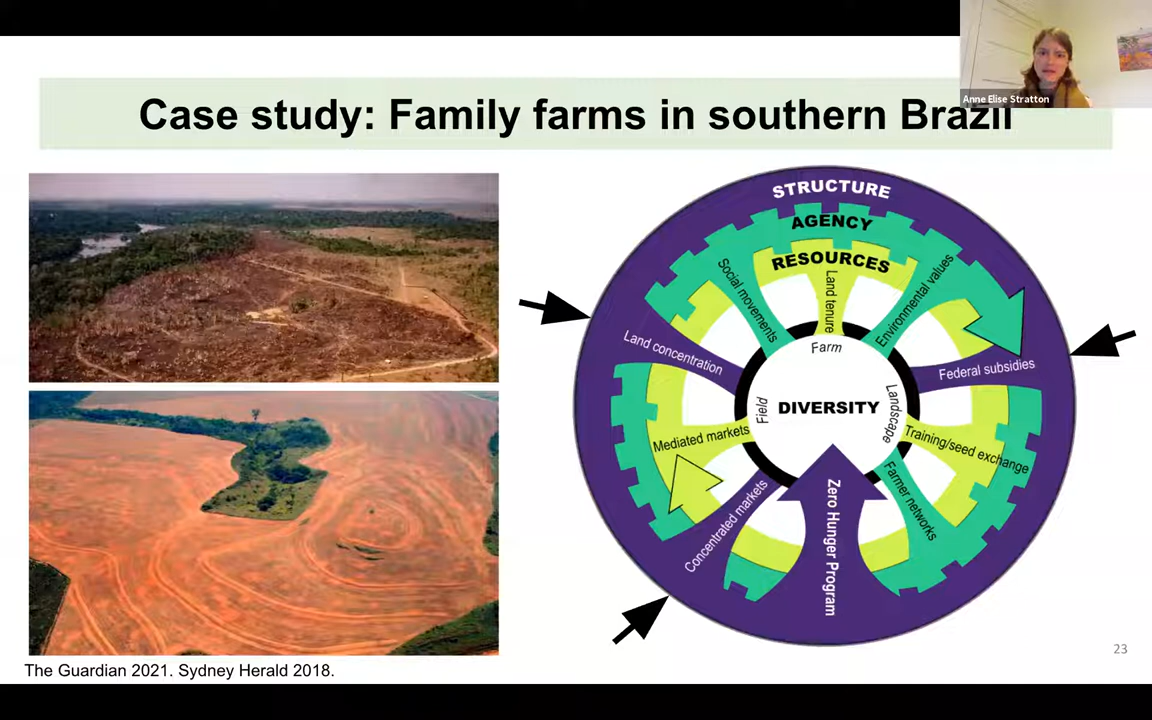 Anne Elise Stratton
Case study: Family farms in southern Brazil
STRUCTURE
AGENCY
RESOURCES
Social movements
Land tenure
Environmental values
Land concentration
Farm
Federal subsidies
Field
DIVERSITY
Landscape
Mediated markets
Training/seed exchange
Concentrated markets
Zero Hunger Program
Farmer networks
The Guardian 2021. Sydney Herald 2018.
23